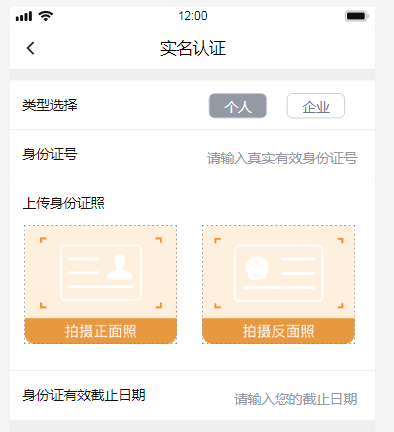 12:00
实名认证
类型选择 个人 企业
身份证号 请输入真实有效身份证号
上传身份证照
拍摄正面照 拍摄反面照
身份证有效截止日期 请输入您的截止日期